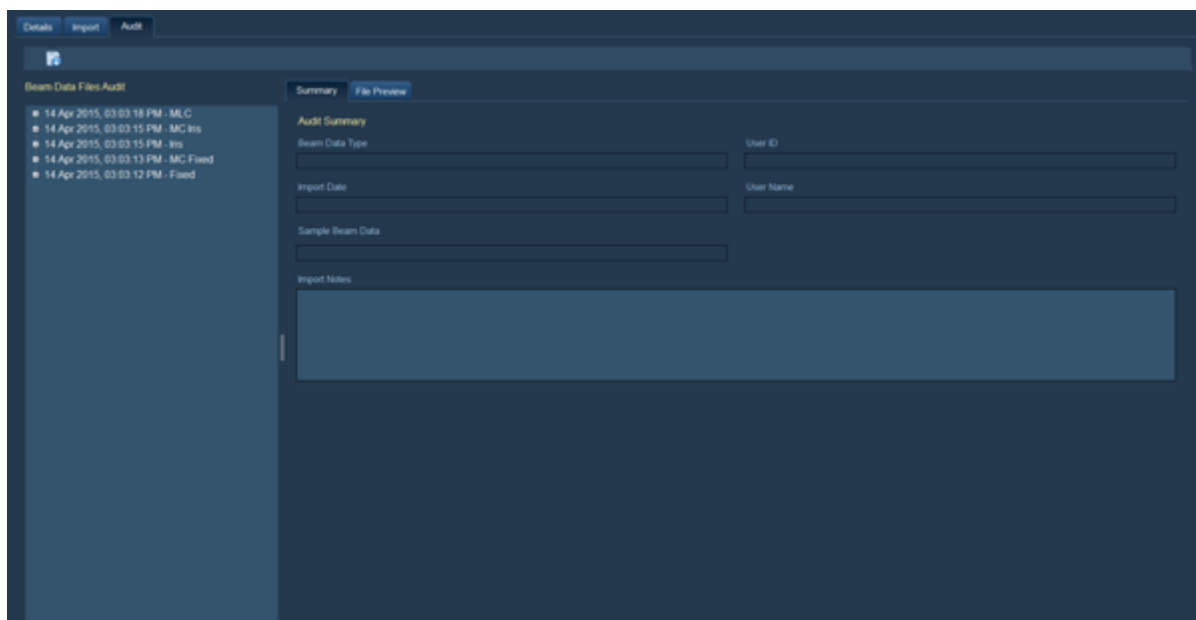 Details Import Audit
Beam Data Files Audit
14 Apr 2015, 03:03:18 PM - MLC
14 Apr 2015, 03:03:15 PM - MC Iris
14 Apr 2015, 03:03:15 PM - Iris
14 Apr 2015, 03:03:13 PM - MC Fixed
14 Apr 2015, 03:03:12 PM - Fixed
Summary File Preview
Audit Summary
Beam Data Type User ID
Import Date User Name
Sample Beam Data
Import Notes